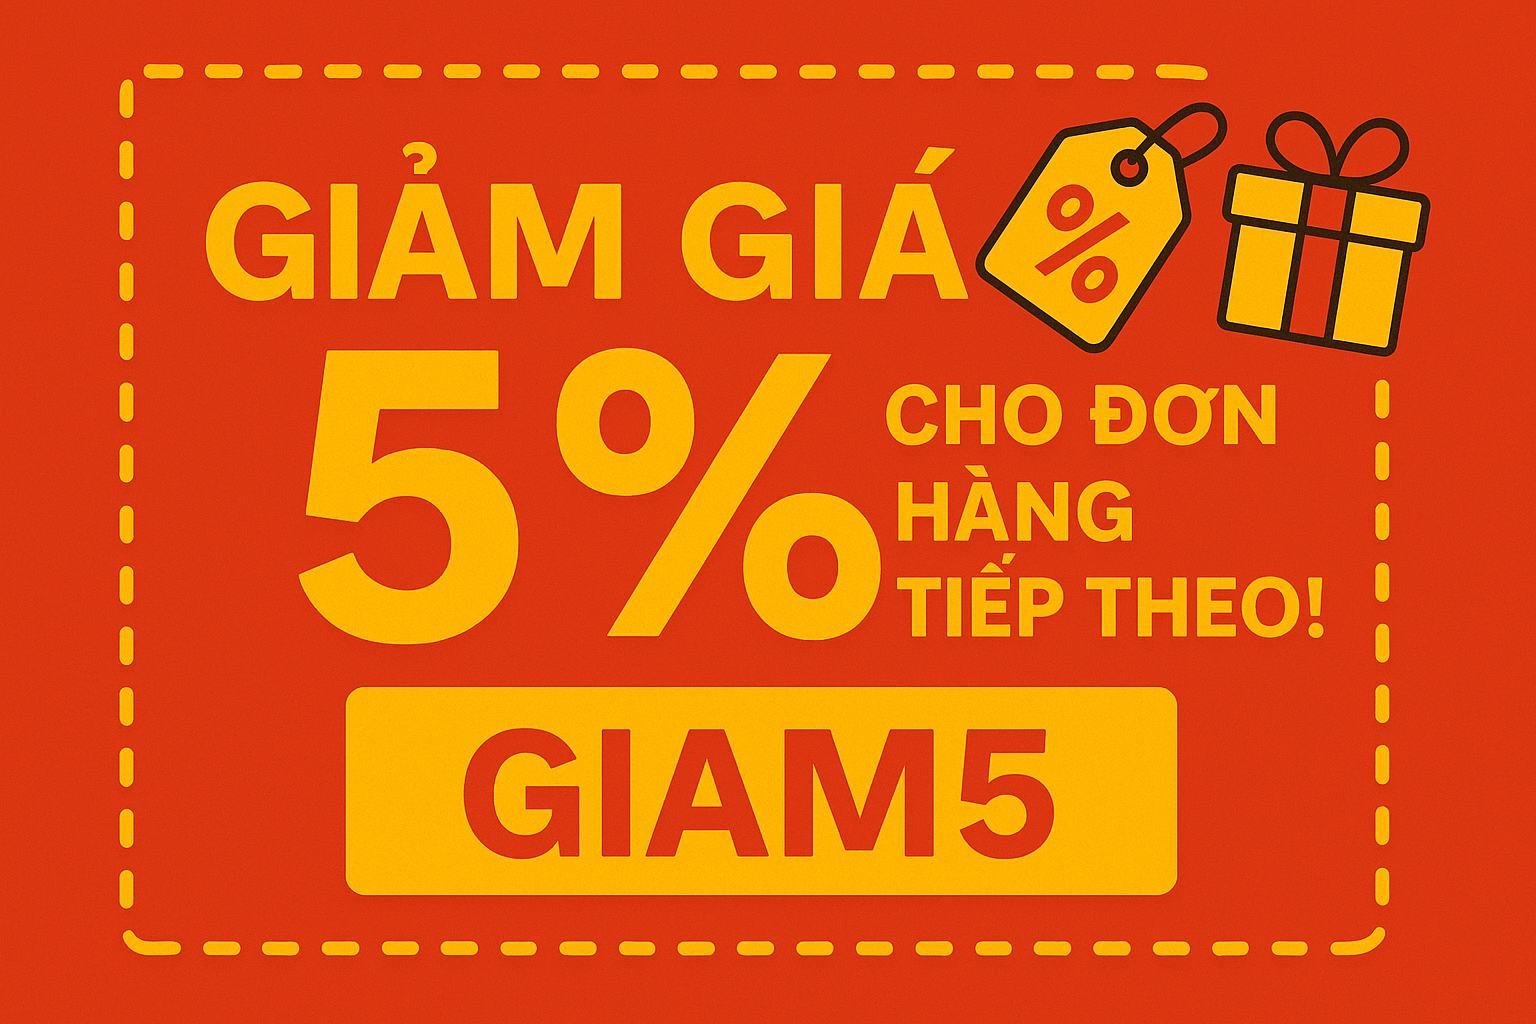 GIẢM GIÁ
%
5%
CHO ĐƠN
HÀNG
TIẾP THEO!
GIAM5